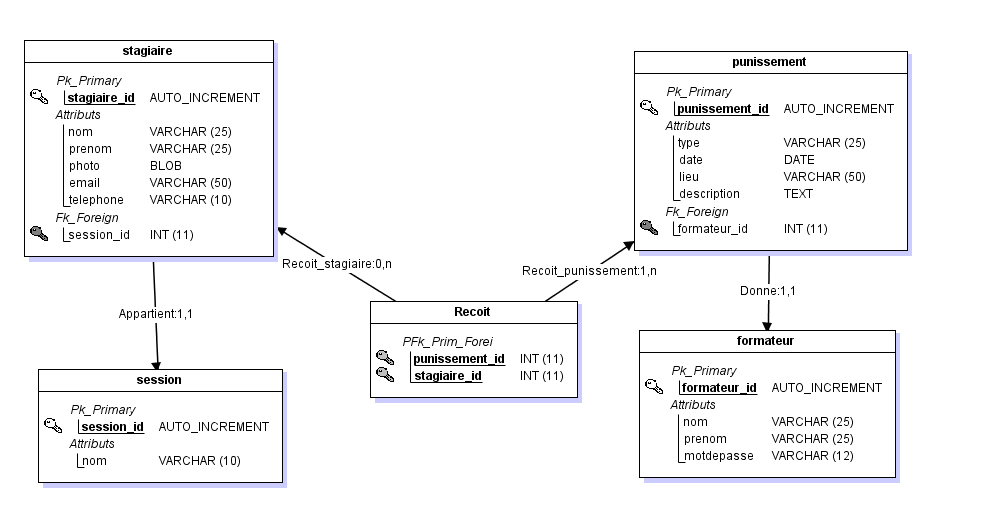 stagiaire
Pk_Primary
stagiaire_id AUTO_INCREMENT
Attributs
nom VARCHAR (25)
prenom VARCHAR (25)
photo BLOB
email VARCHAR (50)
telephone VARCHAR (10)
Fk_Foreign
session_id INT (11)
punissement
Pk_Primary
punissement_id AUTO_INCREMENT
Attributs
type VARCHAR (25)
date DATE
lieu VARCHAR (50)
description TEXT
Fk_Foreign
formateur_id INT (11)
Recoit_stagiaire:0,n
Recoit_punissement:1,n
Appartient:1,1
Donne:1,1
Recoit
PFk_Prim_Forei
punissement_id INT (11)
stagiaire_id INT (11)
session
Pk_Primary
session_id AUTO_INCREMENT
Attributs
nom VARCHAR (10)
formateur
Pk_Primary
formateur_id AUTO_INCREMENT
Attributs
nom VARCHAR (25)
prenom VARCHAR (25)
motdepasse VARCHAR (12)